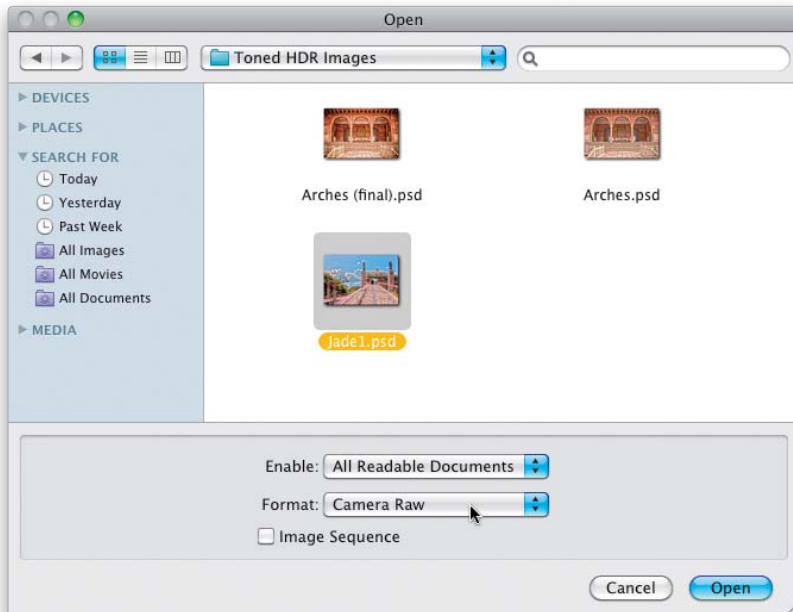 Open
Toned HDR Images
DEVICES
PLACES
SEARCH FOR
Today
Yesterday
Past Week
All Images
All Movies
All Documents
MEDIA
Arches (final).psd
Arches.psd
Jade1.psd
Enable: All Readable Documents
Format: Camera Raw
Image Sequence
Cancel
Open